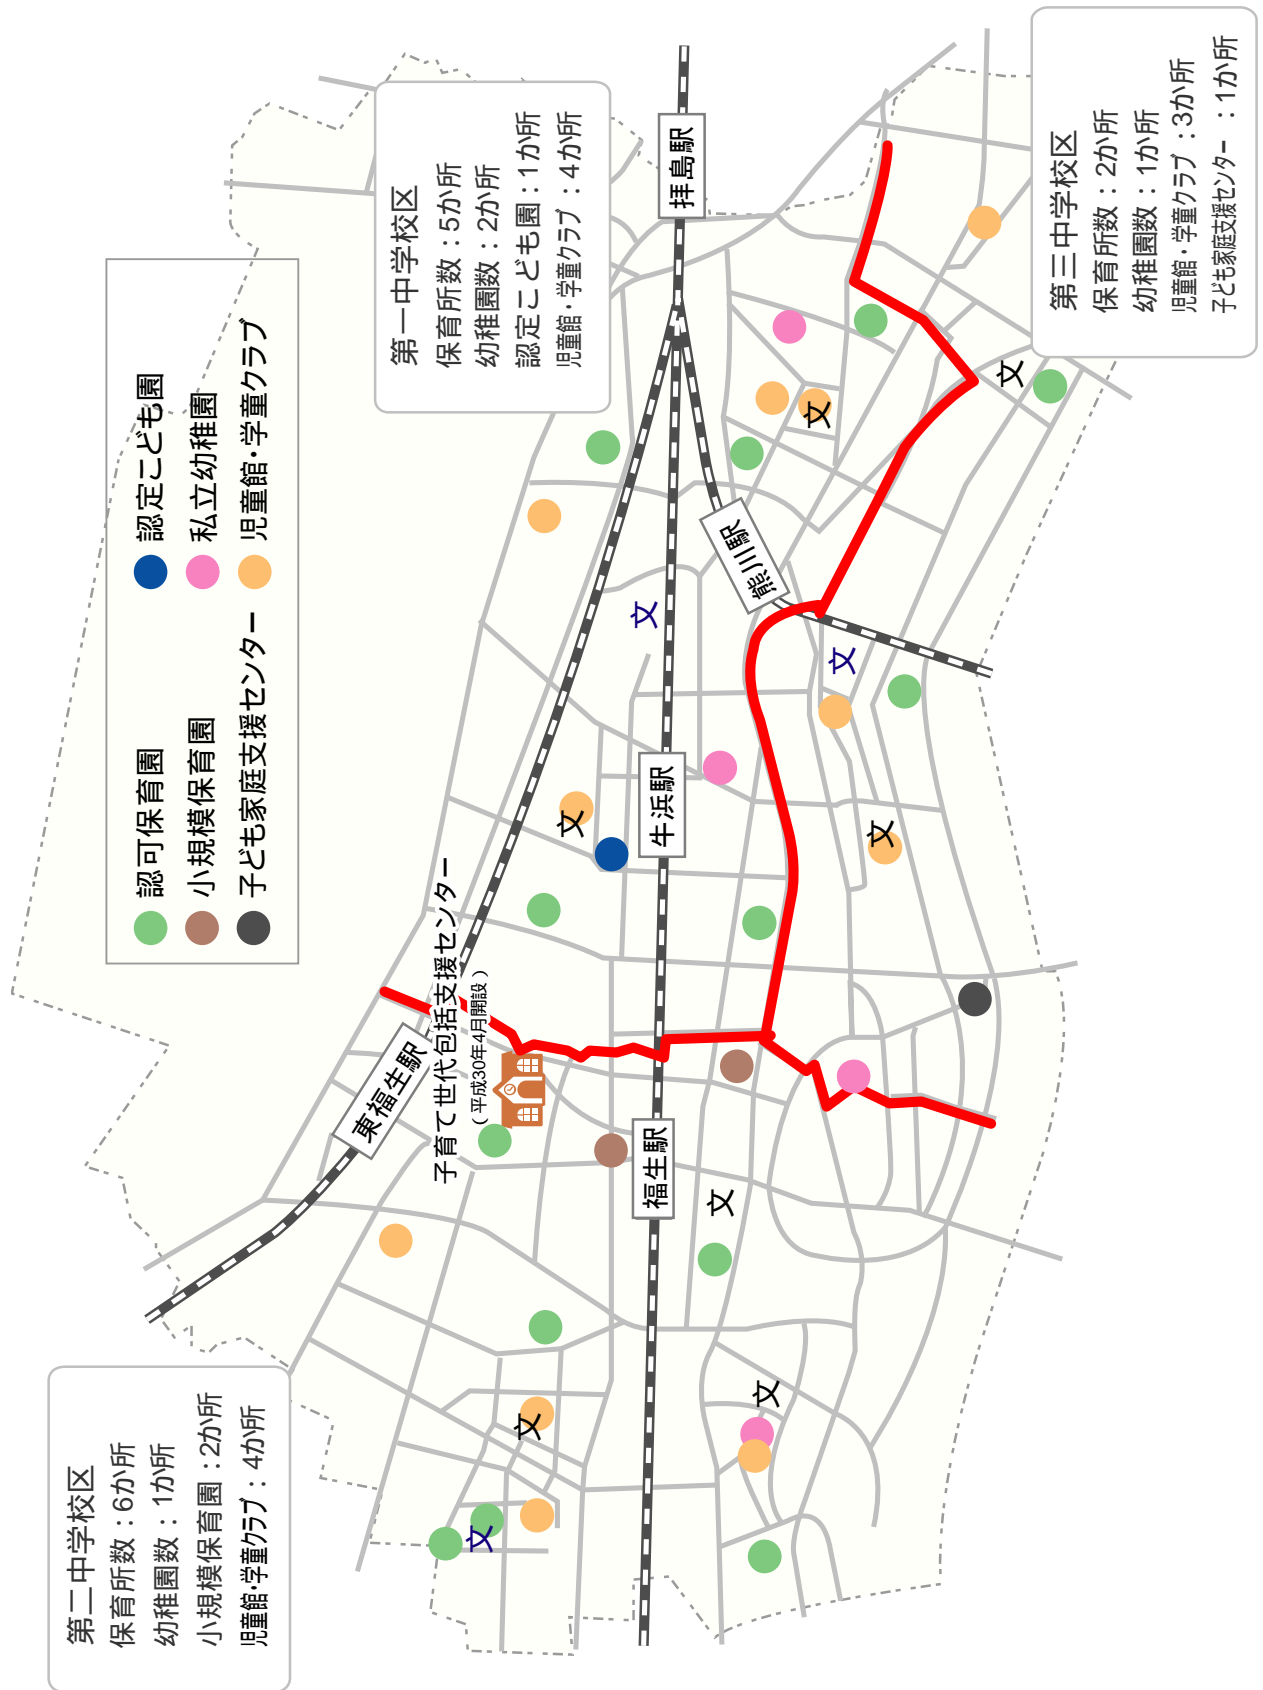 第二中学校区
保育所数：6か所
幼稚園数：1か所
小規模保育園：2か所
児童館・学童クラブ：4か所
認可保育園
小規模保育園
子ども家庭支援センター
認定こども園
私立幼稚園
児童館・学童クラブ
第一中学校区
保育所数：5か所
幼稚園数：2か所
認定こども園：1か所
児童館・学童クラブ：4か所
第三中学校区
保育所数：2か所
幼稚園数：1か所
児童館・学童クラブ：3か所
子ども家庭支援センター：1か所
東福生駅
子育て世代包括支援センター
（平成30年4月開設）
福生駅
牛浜駅
拝島駅
熊川駅
文
文
文
文
文
文
文
文
文
文